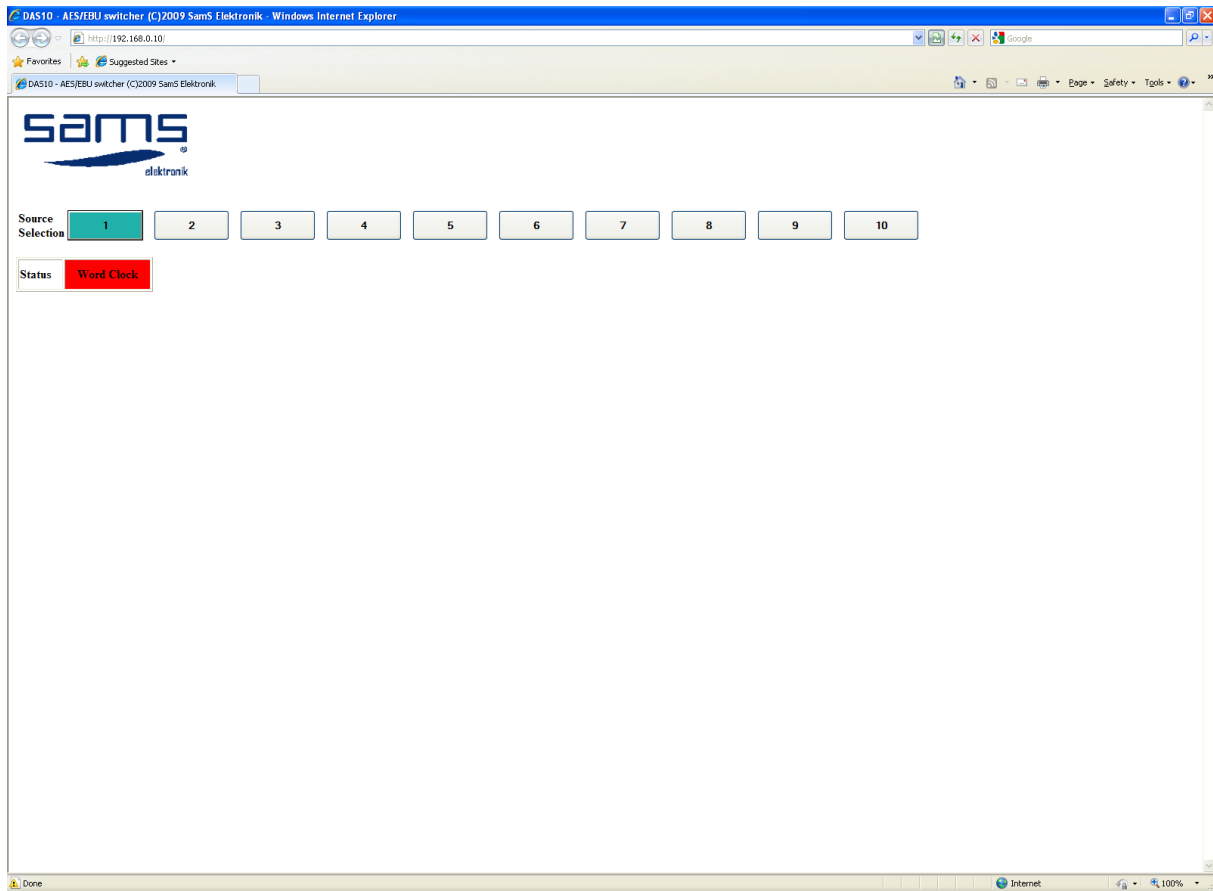 DAS10 - AES/EBU switcher (C)2009 SamS Elektronik - Windows Internet Explorer
http://192.168.0.10/
Google
Favorites Suggested Sites
DAS10 - AES/EBU switcher (C)2009 SamS Elektronik
Page Safety Tools
sams
elektronik
Source
Selection
1 2 3 4 5 6 7 8 9 10
Status Word Clock
Done Internet 100%